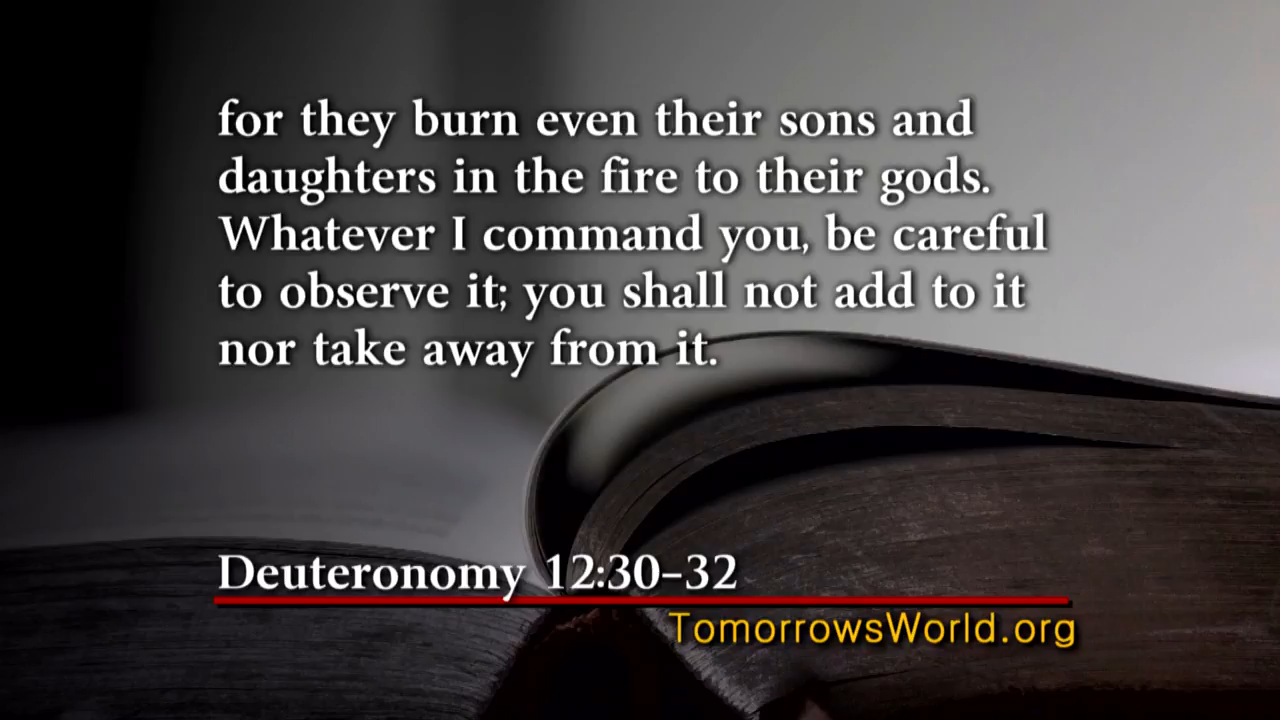 for they burn even their sons and
daughters in the fire to their gods.
Whatever I command you, be careful
to observe it; you shall not add to it
nor take away from it.
Deuteronomy 12:30–32
TomorrowsWorld.org